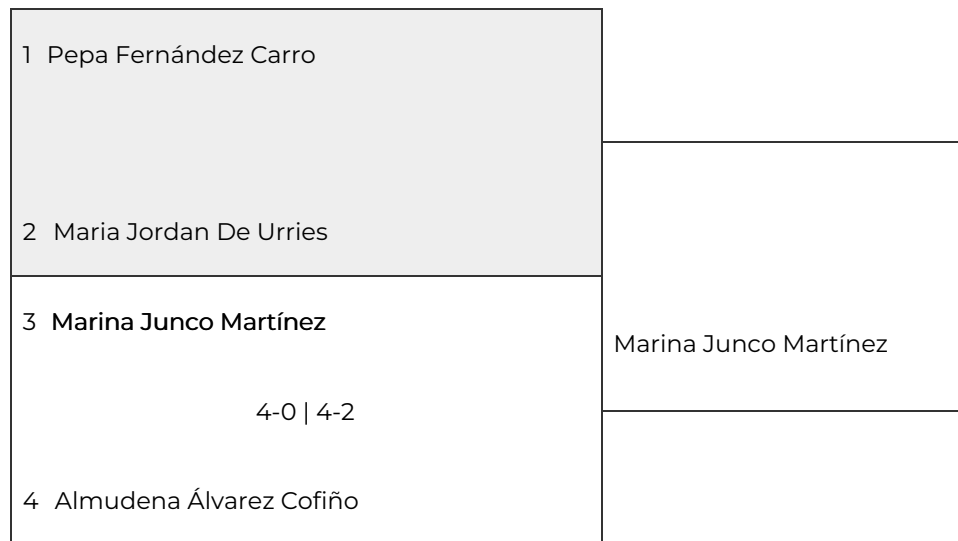 1 Pepa Fernández Carro
2 Maria Jordan De Urries
3 Marina Junco Martínez
Marina Junco Martínez
4-0 | 4-2
4 Almudena Álvarez Cofiño